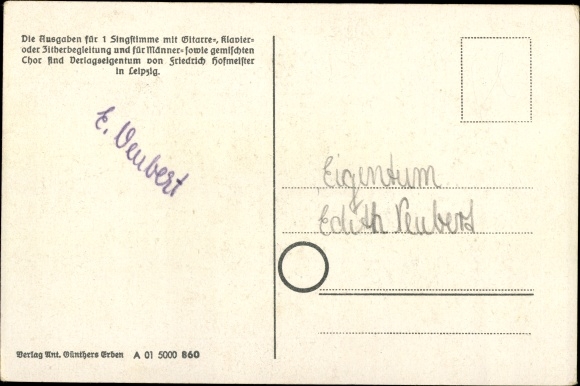 Die Ausgaben für 1 Singstimme mit Gitarre-, Klavier-
oder Zitherbegleitung und für Männer- sowie gemischten
Chor sind Verlagseigentum von Friedrich Hofmeister
in Leipzig.
E. Neubert
Eigentum
Edith Neubert
Verlag Ant. Günthers Erben A 01 5000 860